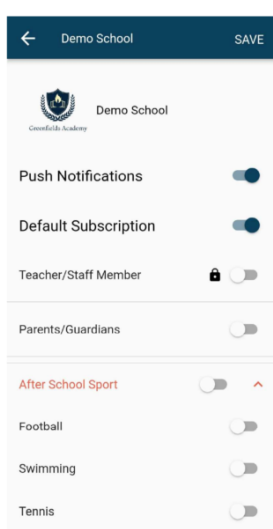 Demo School SAVE
Greenfields Academy
Demo School
Push Notifications
Default Subscription
Teacher/Staff Member
Parents/Guardians
After School Sport
Football
Swimming
Tennis